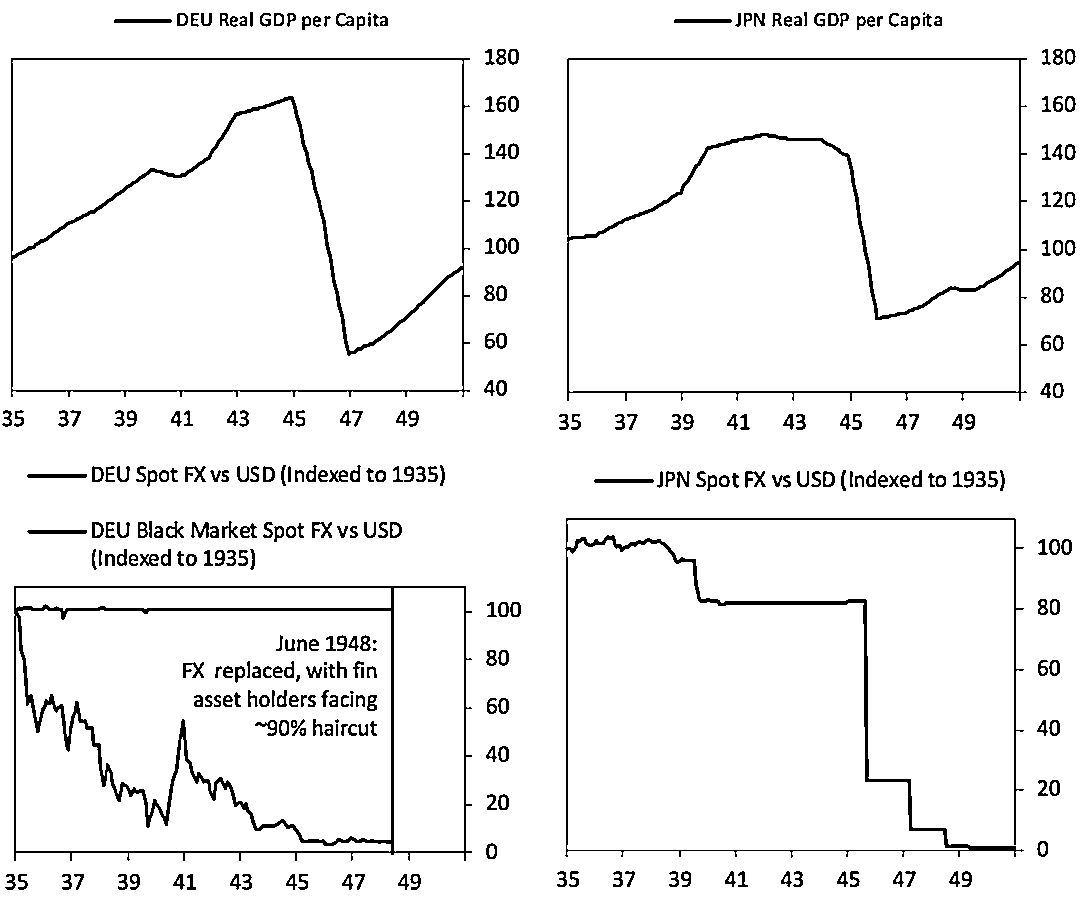 DEU Real GDP per Capita
180
160
140
120
100
80
60
40
35 37 39 41 43 45 47 49
JPN Real GDP per Capita
180
160
140
120
100
80
60
40
35 37 39 41 43 45 47 49
DEU Spot FX vs USD (Indexed to 1935)
DEU Black Market Spot FX vs USD
(Indexed to 1935)
June 1948:
FX replaced, with fin
asset holders facing
~90% haircut
100
80
60
40
20
0
35 37 39 41 43 45 47 49
JPN Spot FX vs USD (Indexed to 1935)
100
80
60
40
20
0
35 37 39 41 43 45 47 49